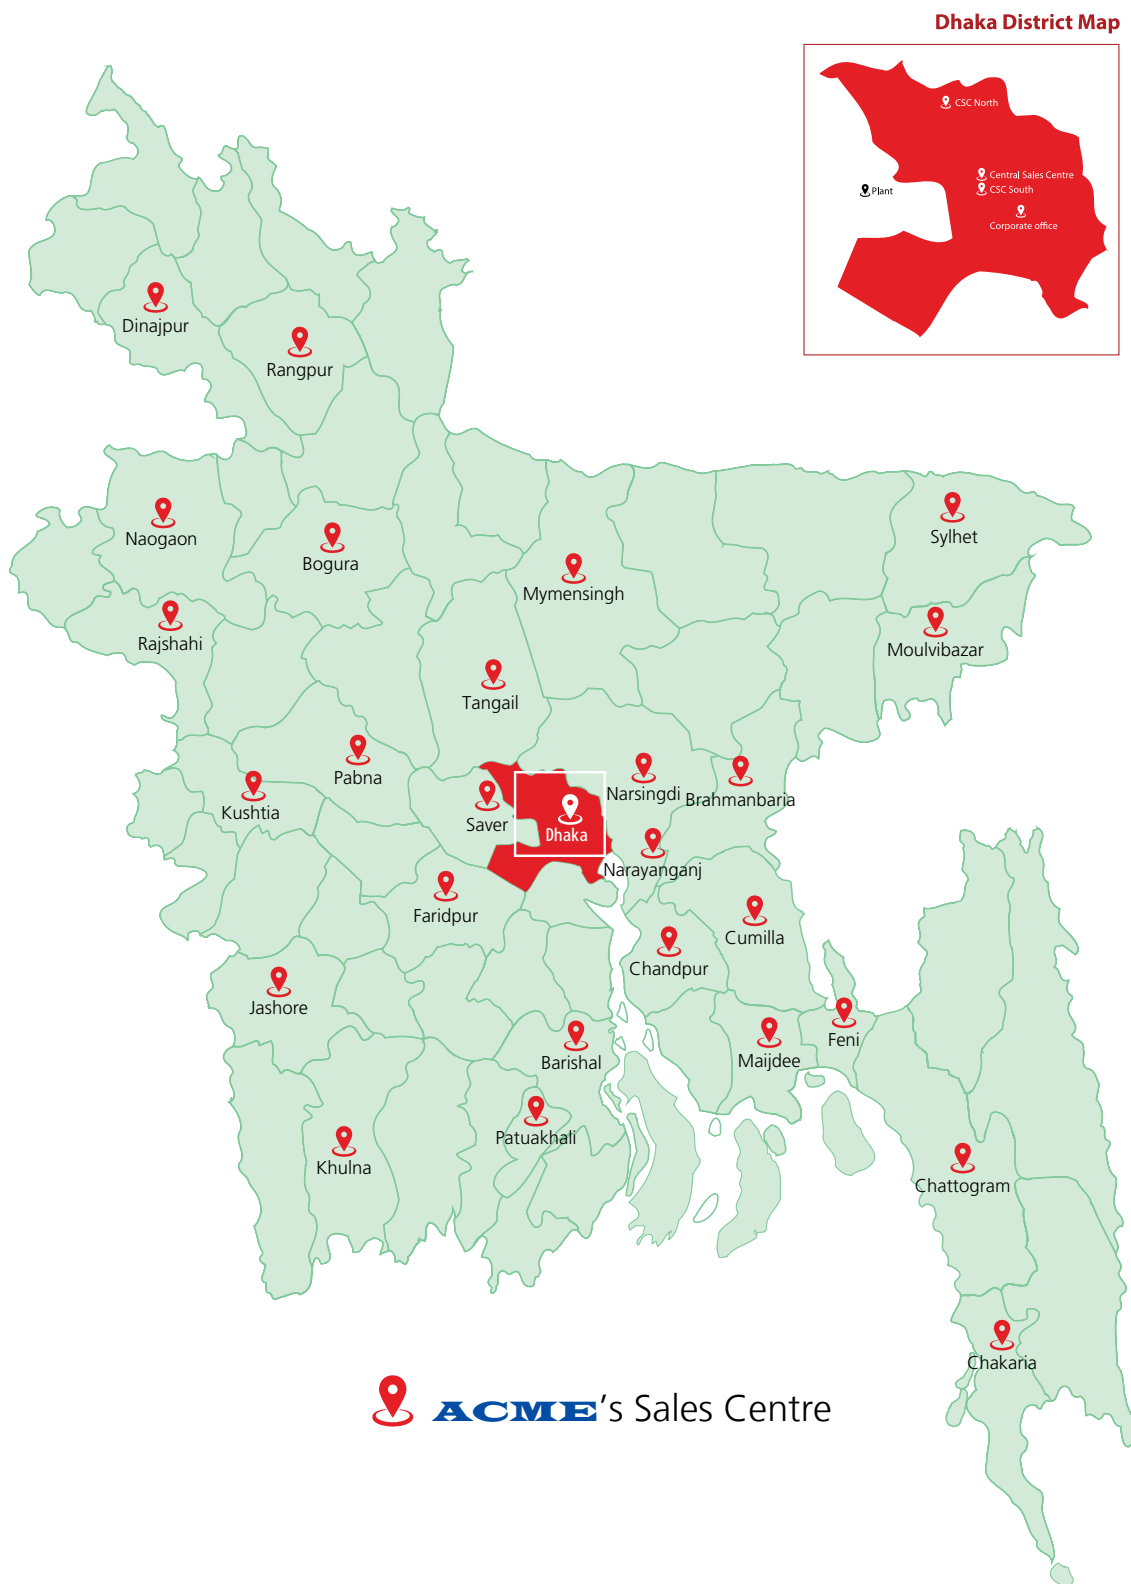 Dhaka District Map
CSC North
Central Sales Centre
CSC South
Plant
Corporate office
Dinajpur
Rangpur
Naogaon
Bogura
Sylhet
Mymensingh
Rajshahi
Moulvibazar
Tangail
Pabna
Kushtia
Saver
Dhaka
Narsingdi
Brahmanbaria
Narayanganj
Faridpur
Cumilla
Chandpur
Jashore
Barishal
Maijdee
Feni
Patuakhali
Khulna
Chattogram
Chakaria
ACME's Sales Centre